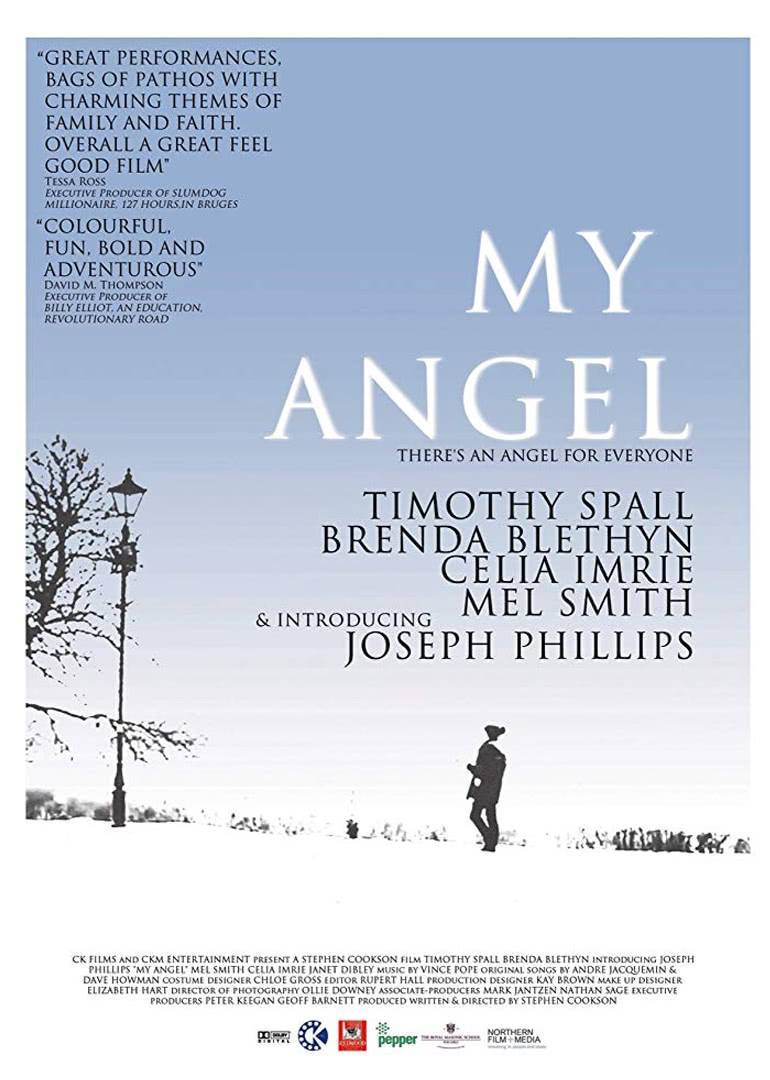 “GREAT PERFORMANCES,
BAGS OF PATHOS WITH
CHARMING THEMES OF
FAMILY AND FAITH.
OVERALL A GREAT FEEL
GOOD FILM”
TESSA ROSS
EXECUTIVE PRODUCER OF SLUMDOG
MILLIONAIRE, 127 HOURS,IN BRUGES
“COLOURFUL,
FUN, BOLD AND
ADVENTUROUS”
DAVID M. THOMPSON
EXECUTIVE PRODUCER OF
BILLY ELLIOT, AN EDUCATION,
REVOLUTIONARY ROAD
MY
ANGEL
THERE'S AN ANGEL FOR EVERYONE
TIMOTHY SPALL
BRENDA BLETHYN
CELIA IMRIE
MEL SMITH
& INTRODUCING
JOSEPH PHILLIPS
CK FILMS AND CKM ENTERTAINMENT PRESENT A STEPHEN COOKSON FILM TIMOTHY SPALL BRENDA BLETHYN INTRODUCING JOSEPH
PHILLIPS "MY ANGEL" MEL SMITH CELIA IMRIE JANET DIBLEY MUSIC BY VINCE POPE ORIGINAL SONGS BY ANDRE JACQUEMIN &
DAVE HOWMAN COSTUME DESIGNER CHLOE GROSS EDITOR RUPERT HALL PRODUCTION DESIGNER KAY BROWN MAKE UP DESIGNER
ELIZABETH HART DIRECTOR OF PHOTOGRAPHY OLLIE DOWNEY ASSOCIATE-PRODUCERS MARK JANTZEN NATHAN SAGE EXECUTIVE
PRODUCERS PETER KEEGAN GEOFF BARNETT PRODUCED WRITTEN & DIRECTED BY STEPHEN COOKSON
DOLBY
DIGITAL
CK
REDWOOD
pepper
THE ROYAL MASONIC SCHOOL
NORTHERN
FILM+MEDIA